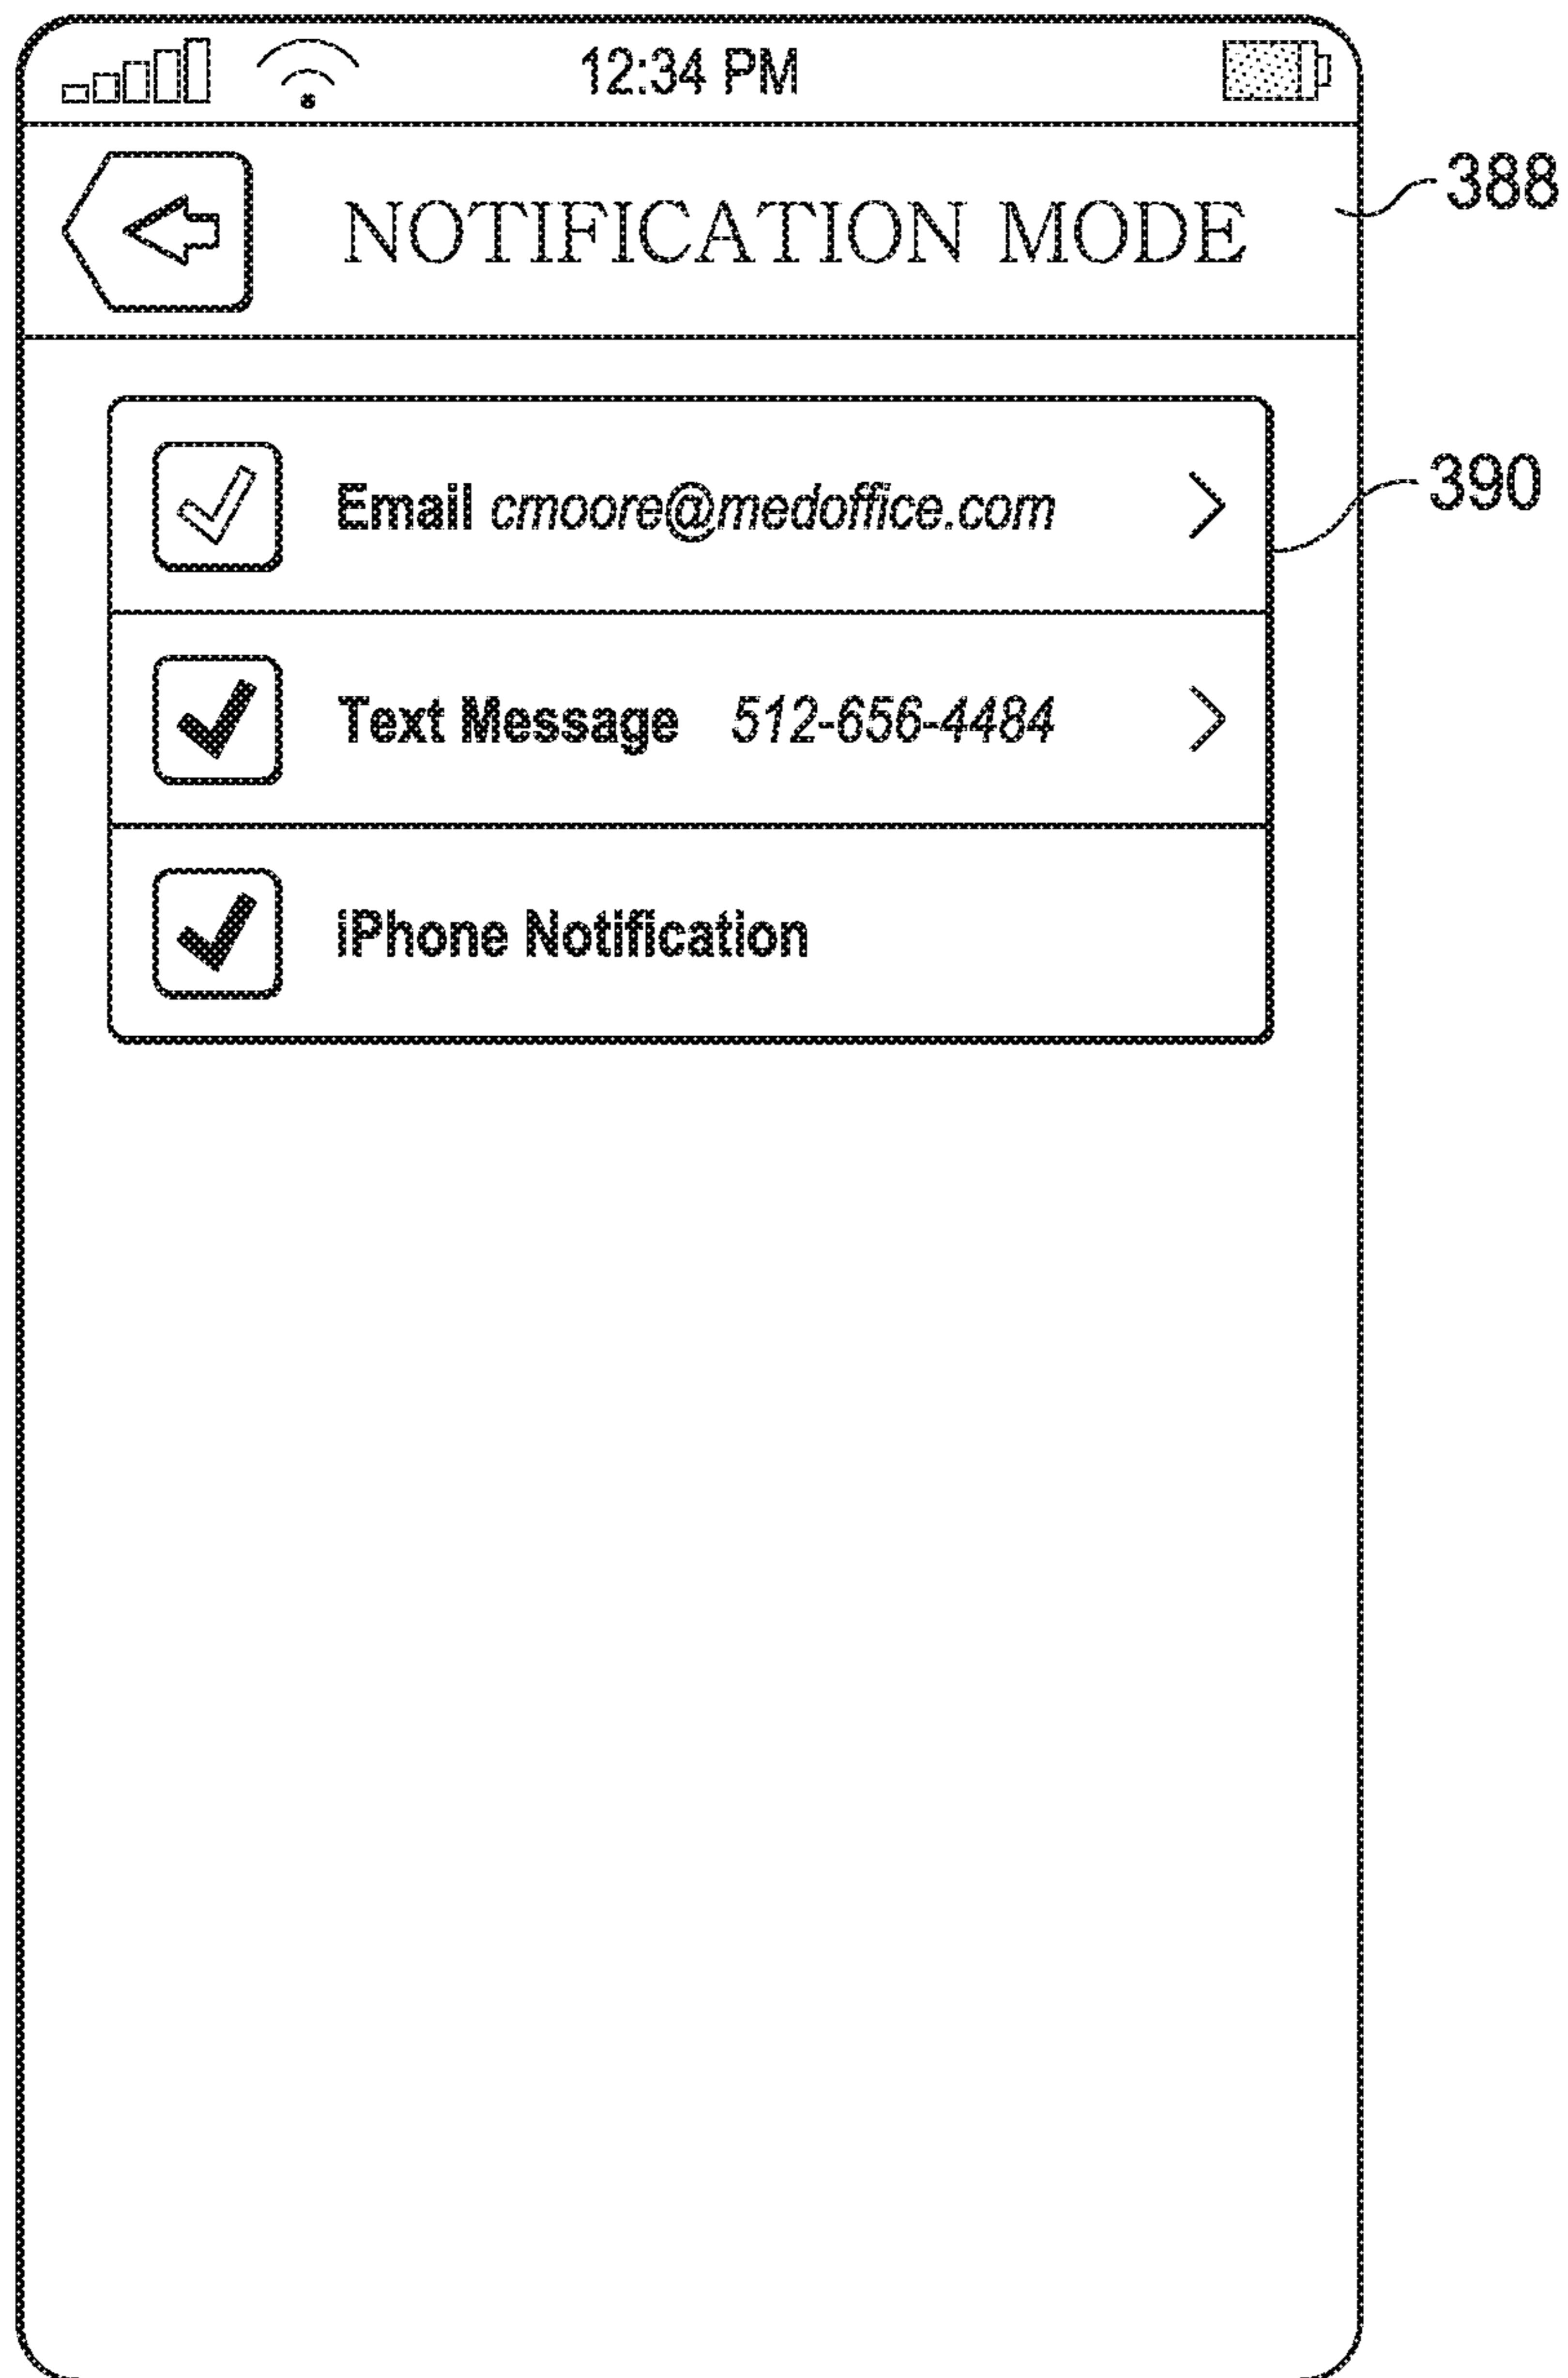 12:34 PM
NOTIFICATION MODE
388
Email cmoore@medoffice.com
390
Text Message 512-656-4484
iPhone Notification